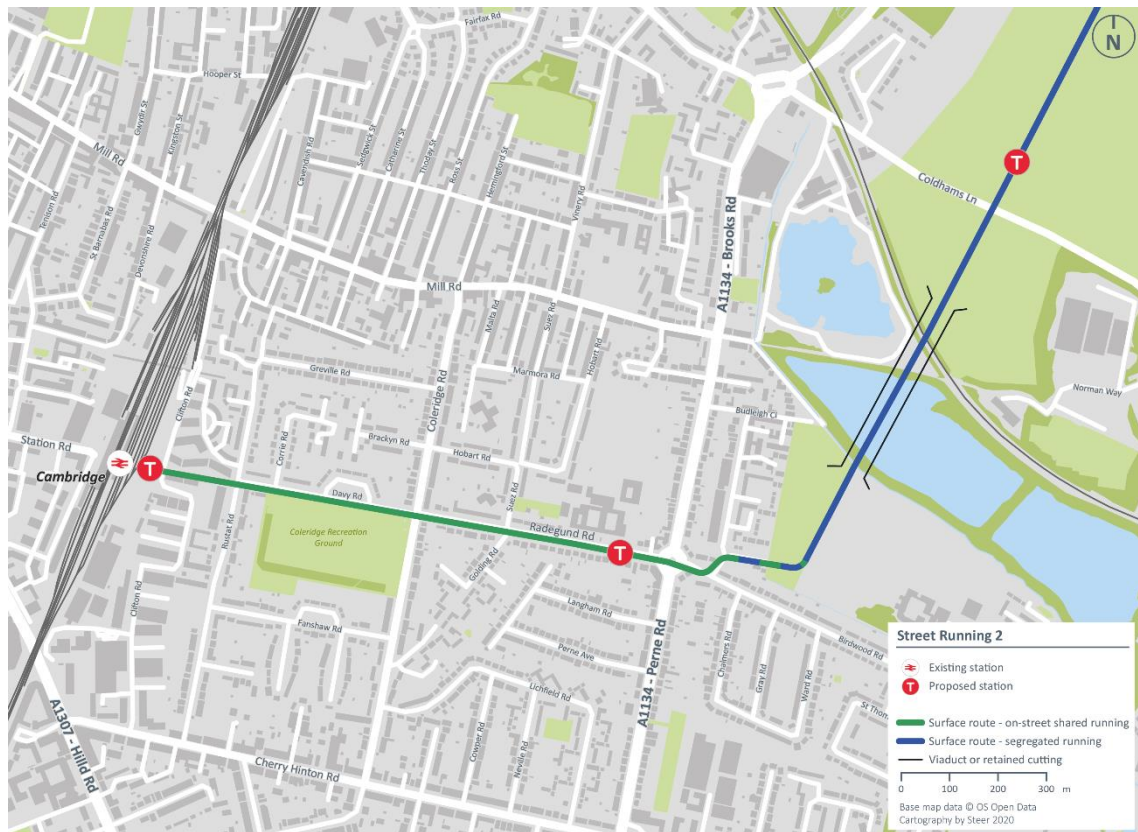 Fairfax Rd
N
Hooper St
Gwydir St
Kingston St
Mill Rd
Cavendish Rd
Sedgwick St
Catharine St
Thoday St
Ross St
Hemingford St
Vinery Rd
Coldhams Ln
Tenison Rd
St Barnabas Rd
Devonshire Rd
A1134 - Brooks Rd
Mill Rd
Malta Rd
Suez Rd
Hobart Rd
Marmora Rd
Greville Rd
Coleridge Rd
Clifton Rd
Norman Way
Budleigh Cl
Station Rd
Cambridge
T
Corrie Rd
Brackyn Rd
Hobart Rd
Suez Rd
Davy Rd
Rustat Rd
Coleridge Recreation
Ground
Radegund Rd
T
Golding Rd
Clifton Rd
Langham Rd
Fanshaw Rd
Perne Ave
Birdwood Rd
Chalmers Rd
Gray Rd
Ward Rd
St Thom
Lichfield Rd
A1134 - Perne Rd
A1307 - Hilld Rd
Cherry Hinton Rd
Cowper Rd
Neville Rd
T
Street Running 2
Existing station
T Proposed station
Surface route - on-street shared running
Surface route - segregated running
Viaduct or retained cutting
0 100 200 300 m
Base map data © OS Open Data
Cartography by Steer 2020